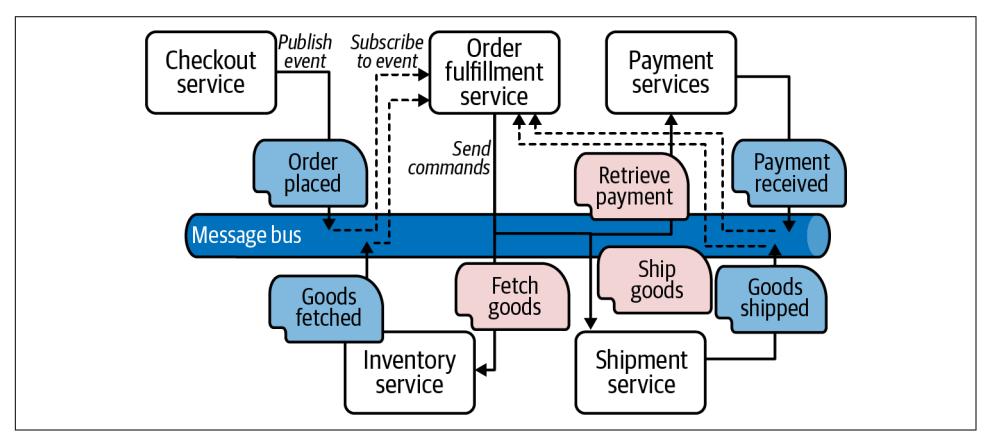 Checkout
service
Publish
event
Subscribe
to event
Order
fulfillment
service
Payment
services
Send
commands
Order
placed
Retrieve
payment
Payment
received
Message bus
Goods
fetched
Fetch
goods
Ship
goods
Goods
shipped
Inventory
service
Shipment
service